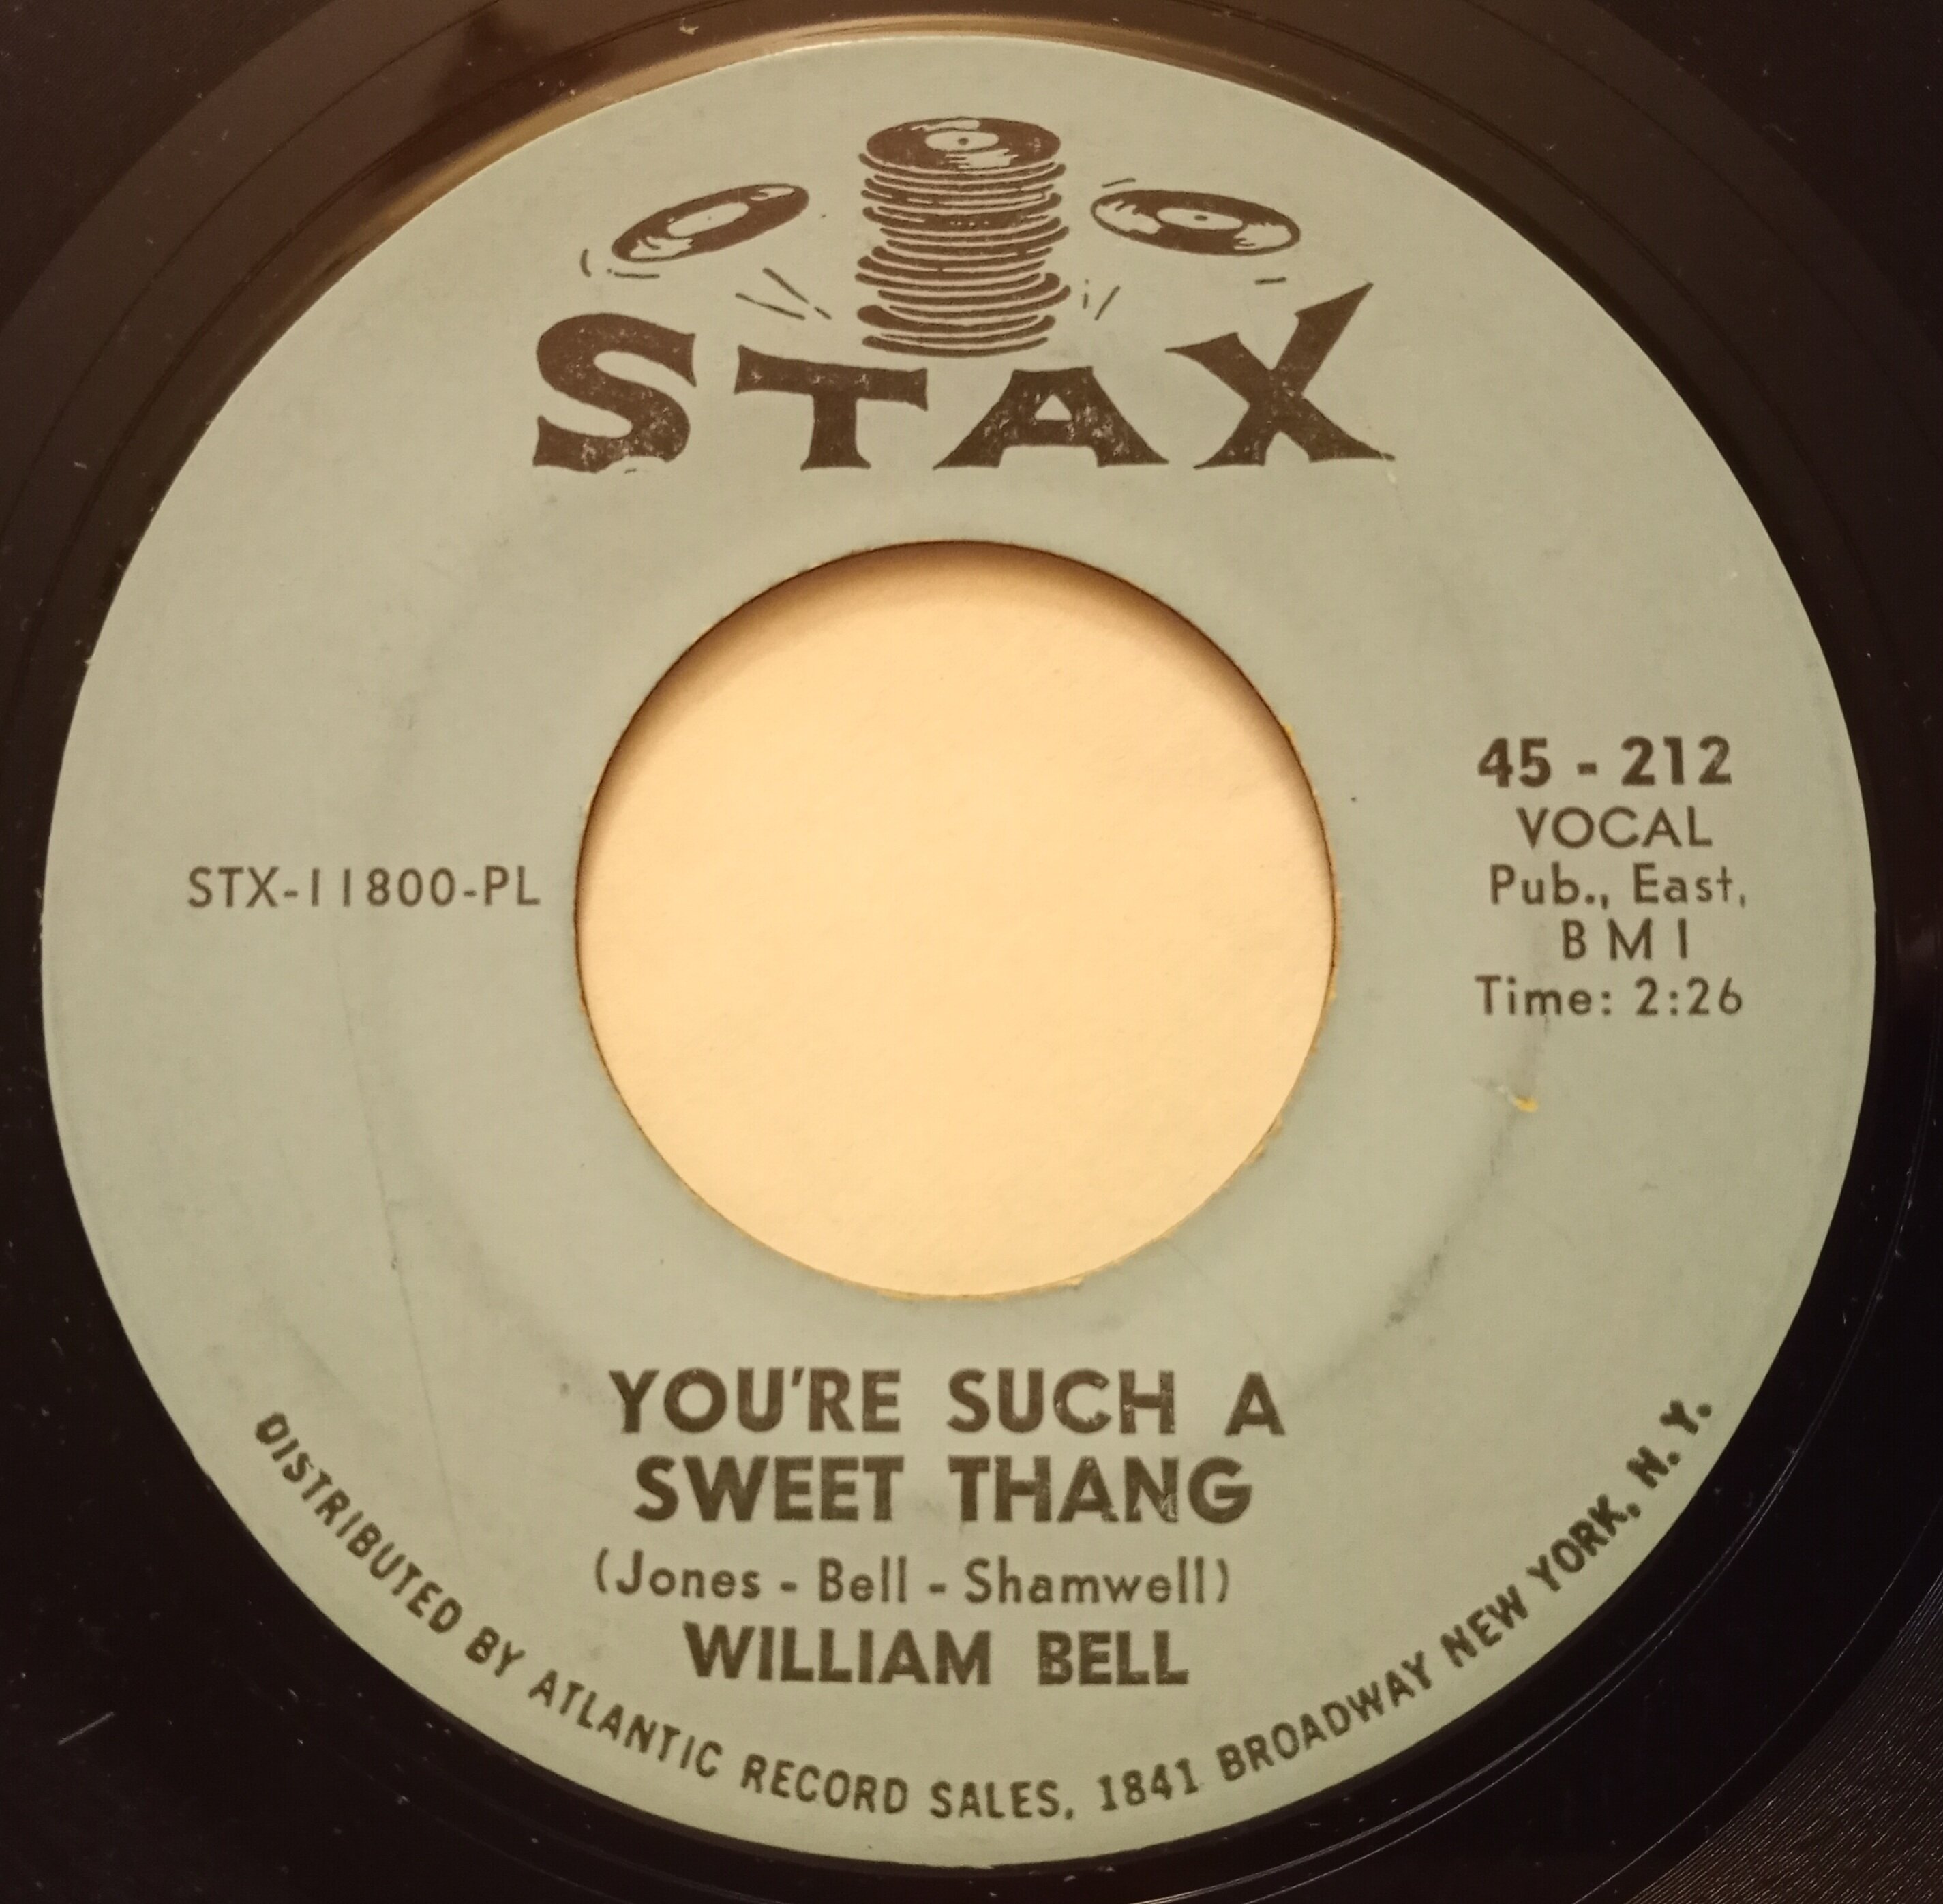 STAX
45 - 212
VOCAL
Pub., East,
B M I
Time: 2:26
STX-11800-PL
YOU'RE SUCH A
SWEET THANG
(Jones - Bell - Shamwell)
WILLIAM BELL
DISTRIBUTED BY ATLANTIC RECORD SALES, 1841 BROADWAY NEW YORK, N. Y.